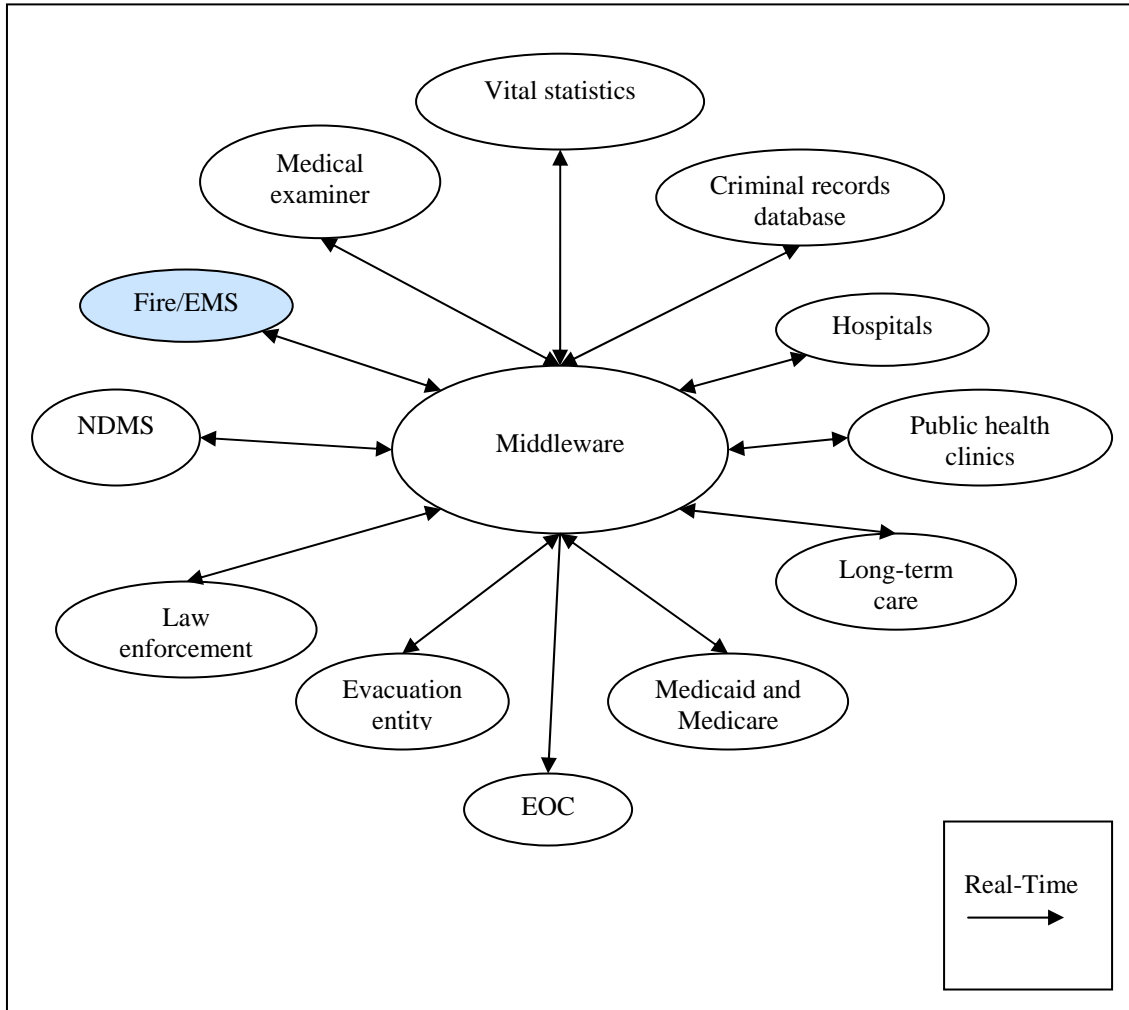 Vital statistics
Medical
examiner
Criminal records
database
Fire/EMS
Hospitals
NDMS
Middleware
Public health
clinics
Long-term
care
Law
enforcement
Evacuation
entity
Medicaid and
Medicare
EOC
Real-Time